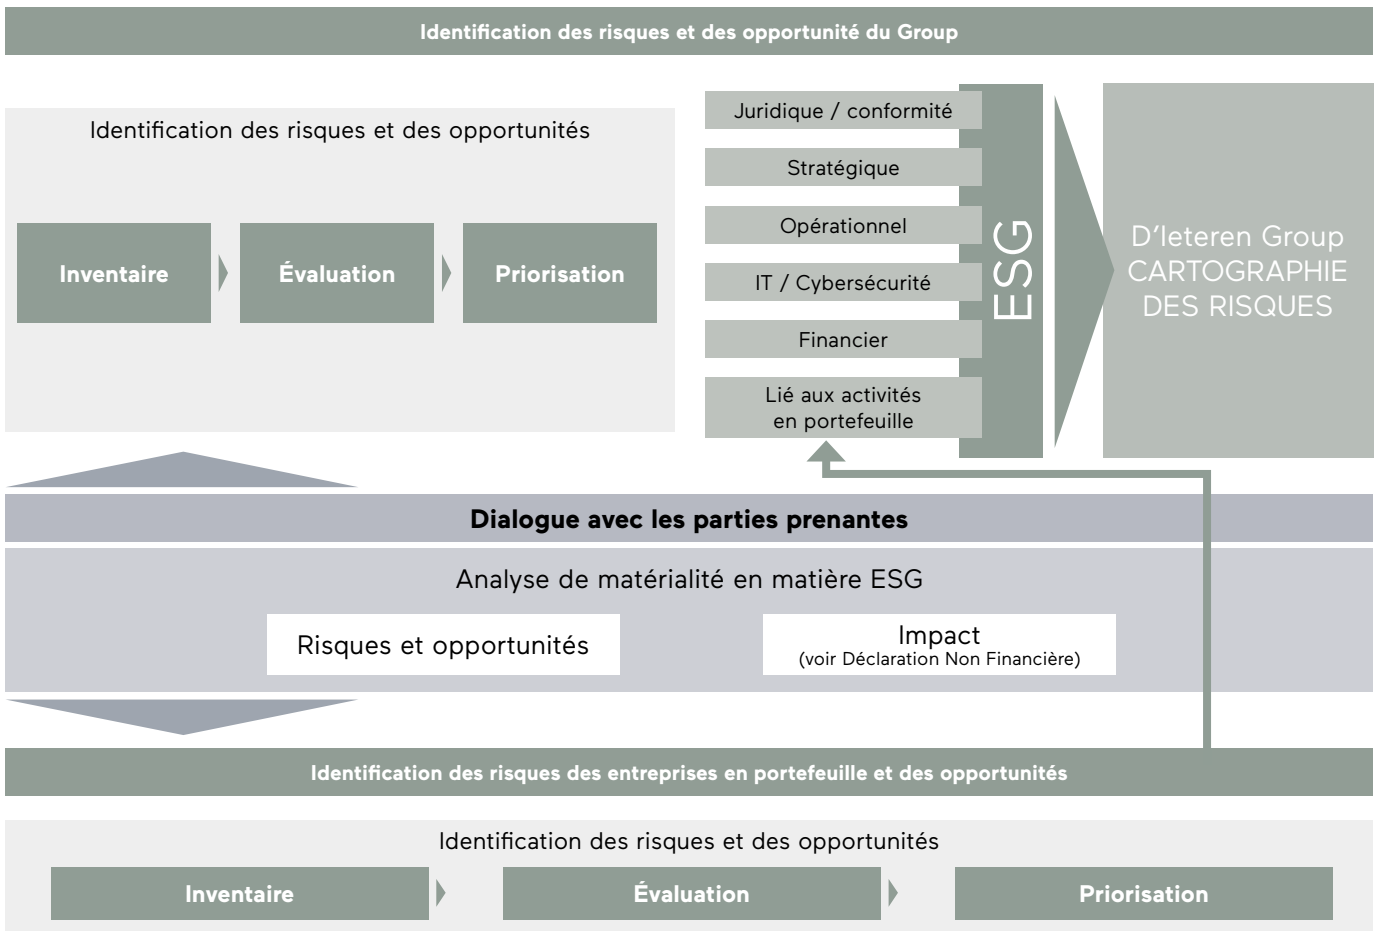 Identification des risques et des opportunité du Group
Identification des risques et des opportunités
Inventaire
Évaluation
Priorisation
Juridique / conformité
Stratégique
Opérationnel
IT / Cybersécurité
Financier
Lié aux activités
en portefeuille
ESG
D'Ieteren Group
CARTOGRAPHIE
DES RISQUES
Dialogue avec les parties prenantes
Analyse de matérialité en matière ESG
Risques et opportunités
Impact
(voir Déclaration Non Financière)
Identification des risques des entreprises en portefeuille et des opportunités
Identification des risques et des opportunités
Inventaire
Évaluation
Priorisation